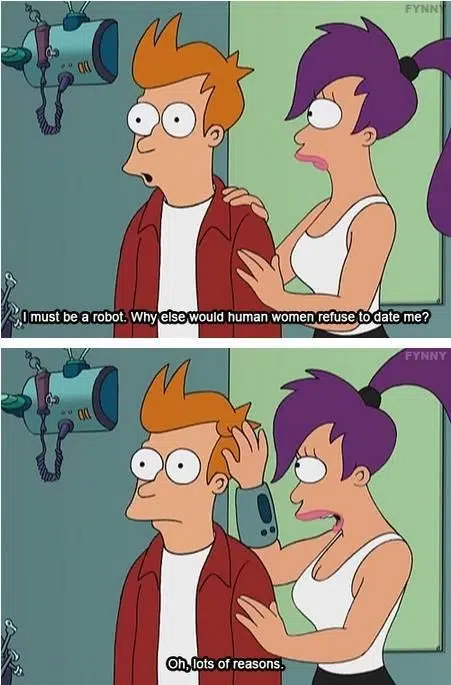 FYNNY
I must be a robot. Why else would human women refuse to date me?
FYNNY
Oh, lots of reasons.